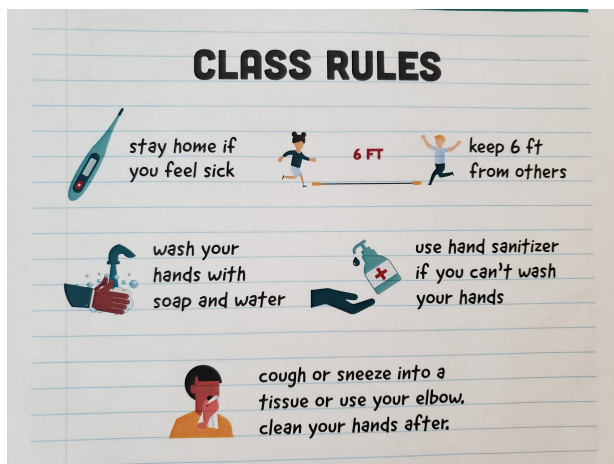 CLASS RULES
stay home if
you feel sick
6 FT
keep 6 ft
from others
wash your
hands with
soap and water
use hand sanitizer
if you can't wash
your hands
cough or sneeze into a
tissue or use your elbow.
clean your hands after.